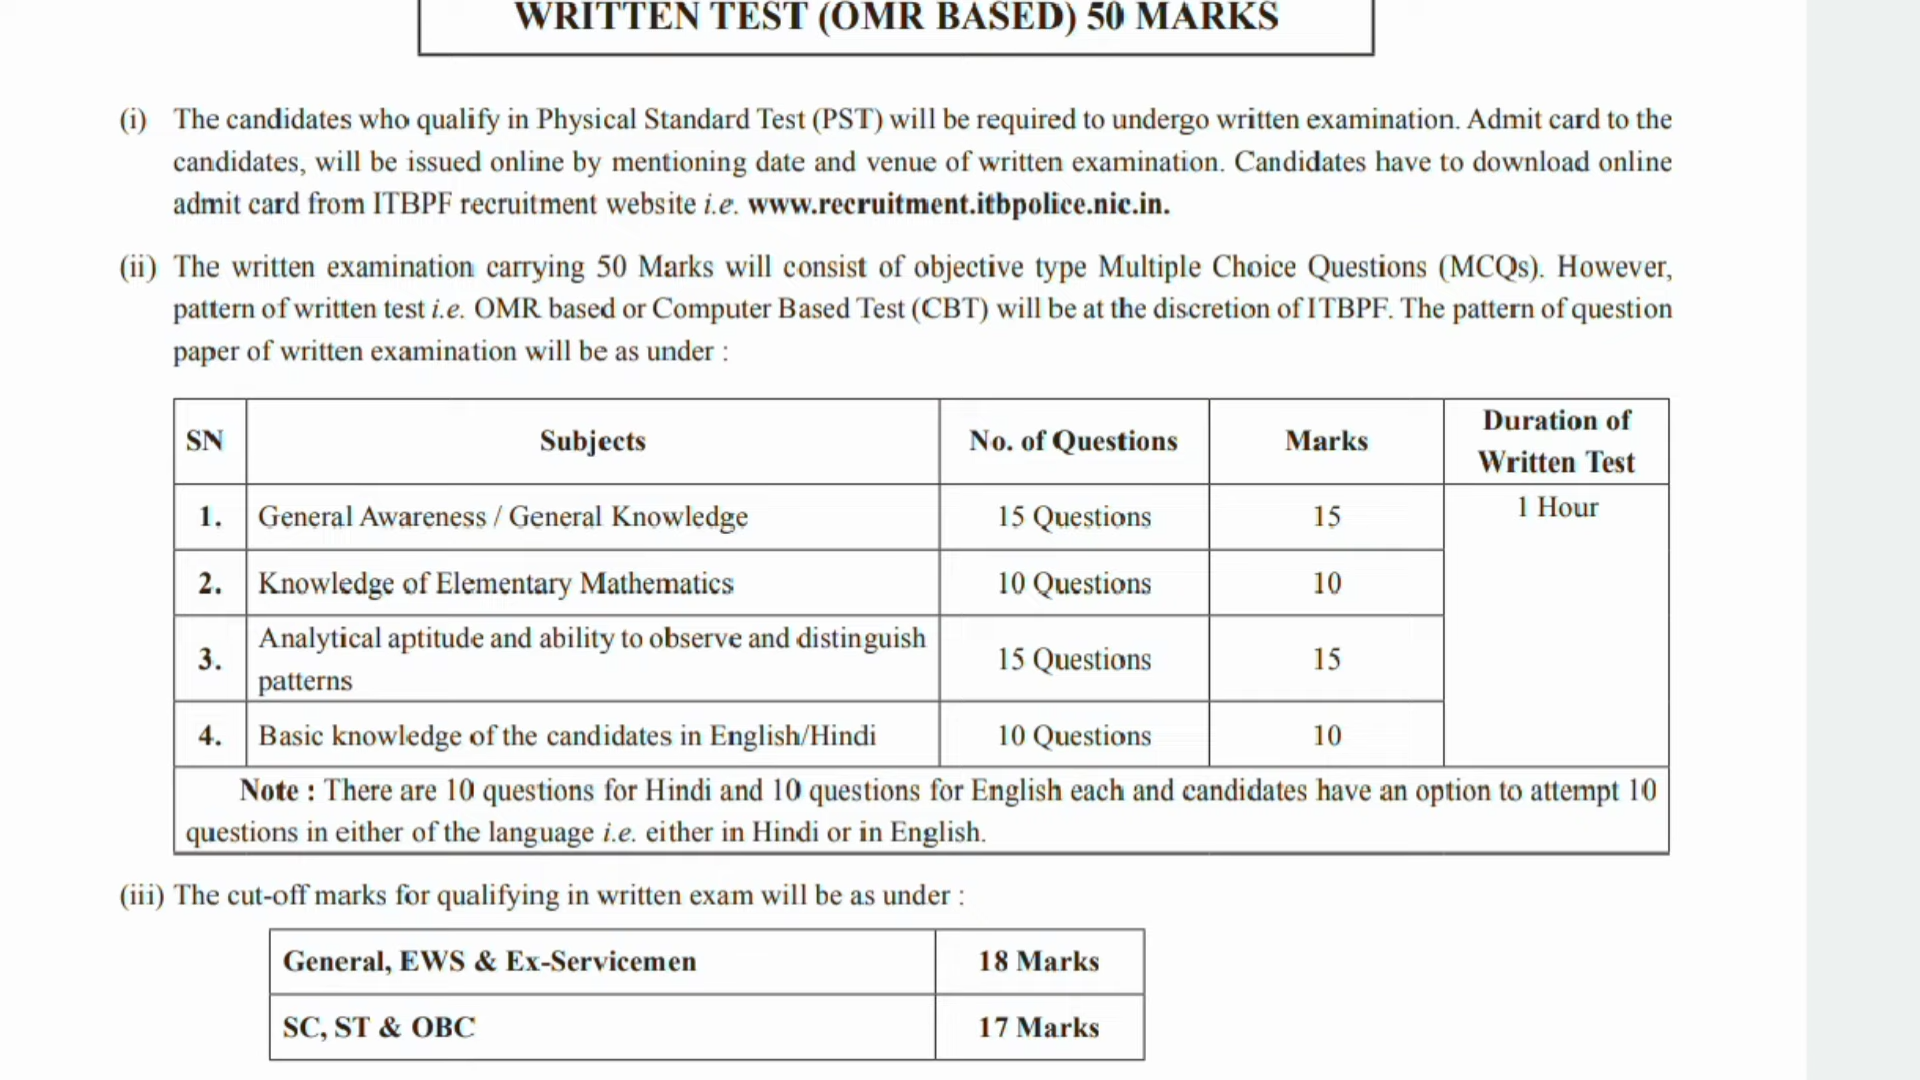 WRITTEN TEST (OMR BASED) 50 MARKS
(i) The candidates who qualify in Physical Standard Test (PST) will be required to undergo written examination. Admit card to the
candidates, will be issued online by mentioning date and venue of written examination. Candidates have to download online
admit card from ITBPF recruitment website i.e. www.recruitment.itbpolice.nic.in.
(ii) The written examination carrying 50 Marks will consist of objective type Multiple Choice Questions (MCQs). However,
pattern of written test i.e. OMR based or Computer Based Test (CBT) will be at the discretion of ITBPF. The pattern of question
paper of written examination will be as under :
SN Subjects No. of Questions Marks Duration of Written Test
1. General Awareness / General Knowledge 15 Questions 15 1 Hour
2. Knowledge of Elementary Mathematics 10 Questions 10
3. Analytical aptitude and ability to observe and distinguish
patterns 15 Questions 15
4. Basic knowledge of the candidates in English/Hindi 10 Questions 10
Note : There are 10 questions for Hindi and 10 questions for English each and candidates have an option to attempt 10
questions in either of the language i.e. either in Hindi or in English.
(iii) The cut-off marks for qualifying in written exam will be as under :
General, EWS & Ex-Servicemen 18 Marks
SC, ST & OBC 17 Marks